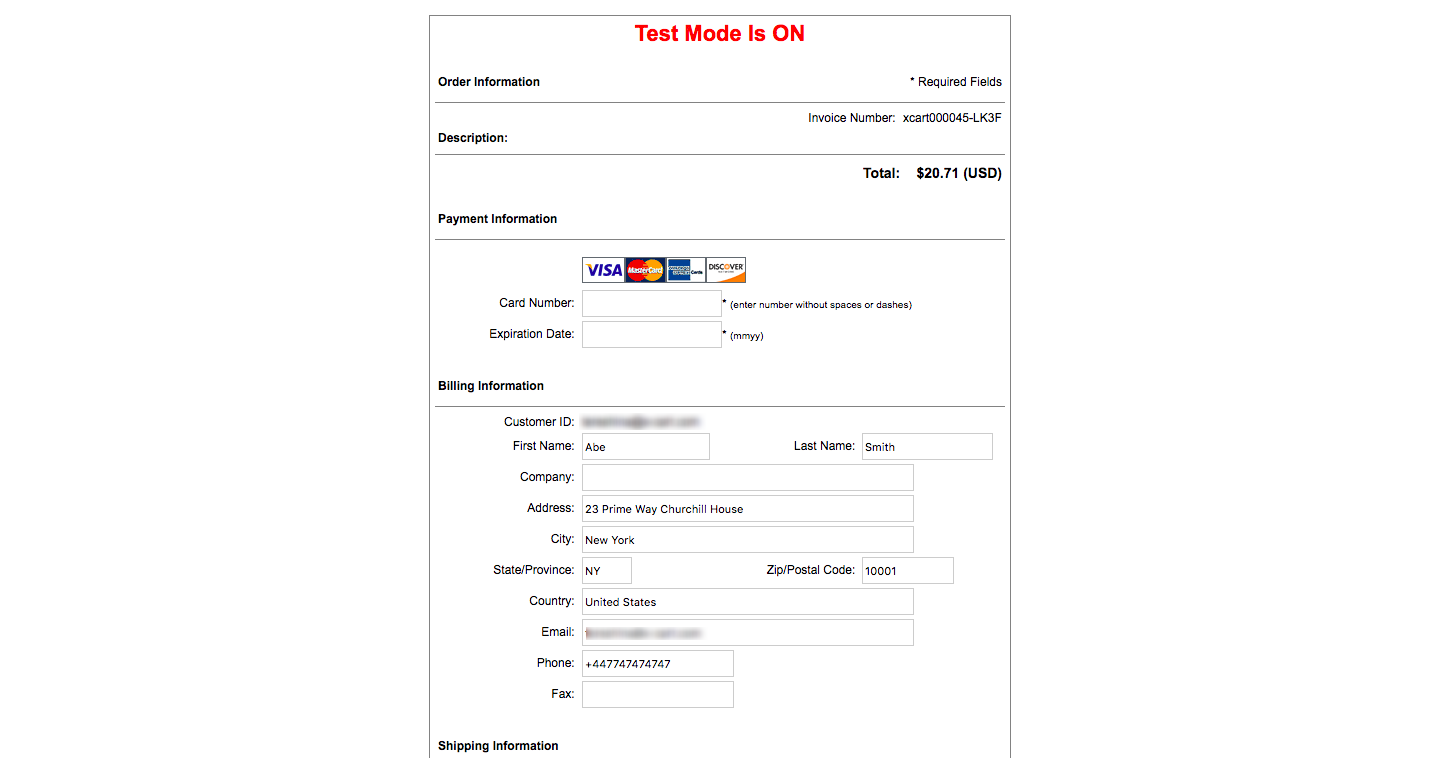 Test Mode Is ON
Order Information * Required Fields
Invoice Number: xcart000045-LK3F
Description:
Total: $20.71 (USD)
Payment Information
VISA MasterCard AMERICAN EXPRESS Cards DISCOVER
Card Number: * (enter number without spaces or dashes)
Expiration Date: * (mmyy)
Billing Information
Customer ID:
First Name: Abe Last Name: Smith
Company:
Address: 23 Prime Way Churchill House
City: New York
State/Province: NY Zip/Postal Code: 10001
Country: United States
Email:
Phone: +447747474747
Fax:
Shipping Information